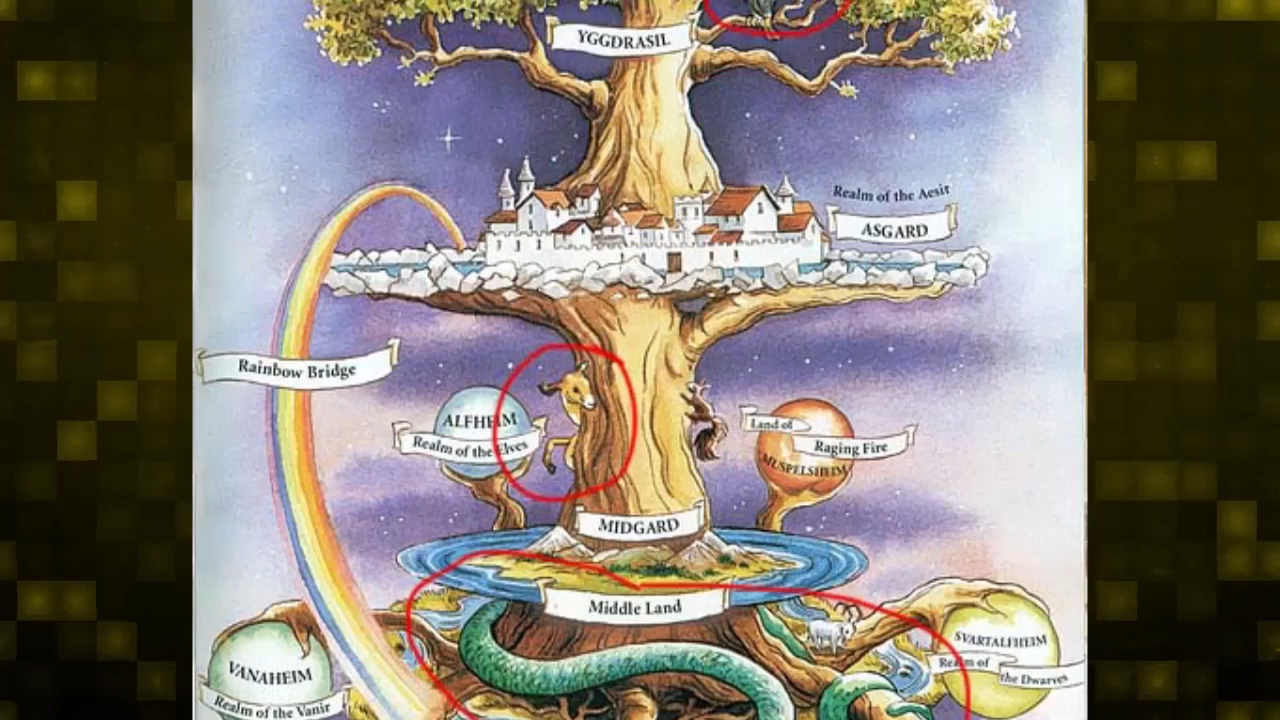 YGGDRASIL
Realm of the Aesir
ASGARD
Rainbow Bridge
ALFHEIM
Realm of the Elves
Land of
Raging Fire
MUSPELSHEIM
MIDGARD
Middle Land
SVARTALFHEIM
Realm of
the Dwarves
VANAHEIM
Realm of the Vanir